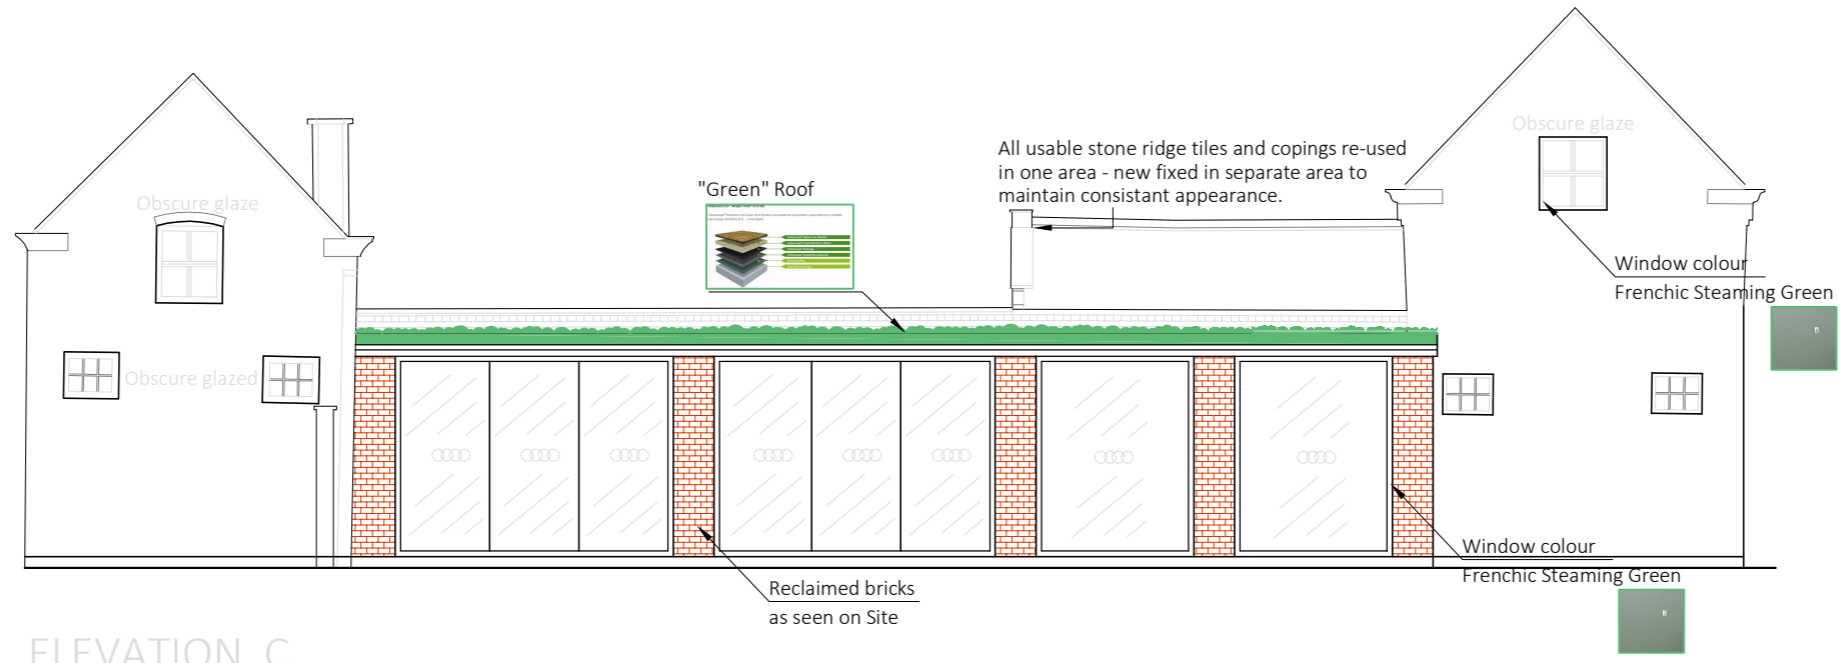 Obscure glaze
All usable stone ridge tiles and copings re-used
in one area - new fixed in separate area to
maintain consistant appearance.
"Green" Roof
Obscure glaze
Window colour
Frenchic Steaming Green
B
Obscure glazed
Window colour
Frenchic Steaming Green
B
Reclaimed bricks
as seen on Site
ELEVATION C